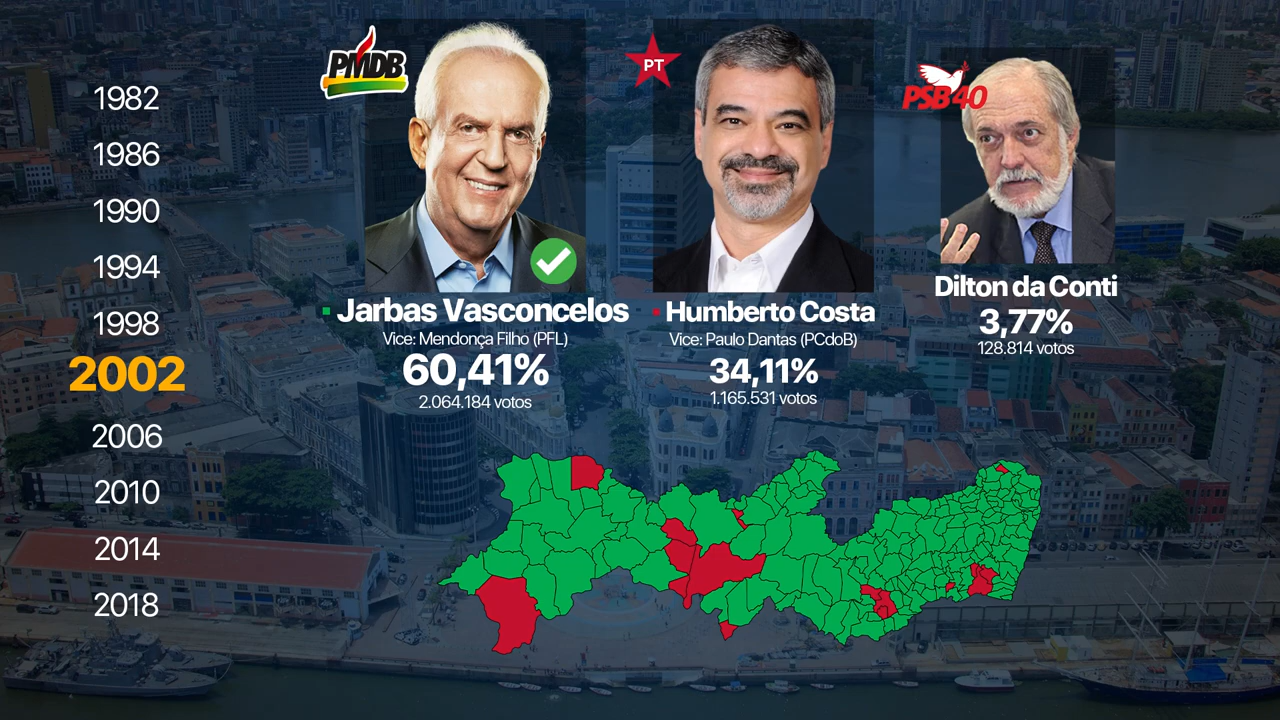 1982
1986
1990
1994
1998
2002
2006
2010
2014
2018
PMDB
Jarbas Vasconcelos
Vice: Mendonça Filho (PFL)
60,41%
2.064.184 votos
PT
Humberto Costa
Vice: Paulo Dantas (PCdoB)
34,11%
1.165.531 votos
PSB40
Dilton da Conti
3,77%
128.814 votos